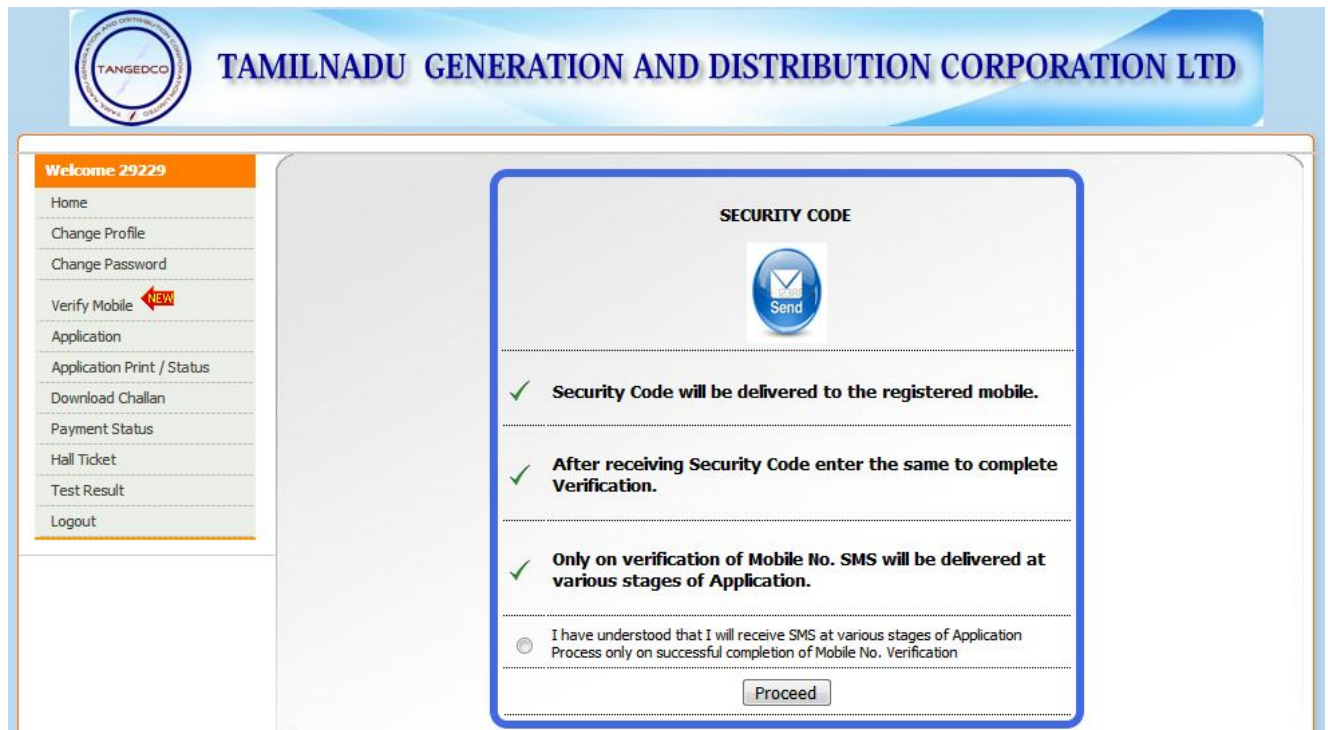 TANGEDCO
TAMILNADU GENERATION AND DISTRIBUTION CORPORATION LTD
Welcome 29229
Home
Change Profile
Change Password
Verify Mobile NEW
Application
Application Print / Status
Download Challan
Payment Status
Hall Ticket
Test Result
Logout
SECURITY CODE
Send
Security Code will be delivered to the registered mobile.
After receiving Security Code enter the same to complete
Verification.
Only on verification of Mobile No. SMS will be delivered at
various stages of Application.
I have understood that I will receive SMS at various stages of Application
Process only on successful completion of Mobile No. Verification
Proceed